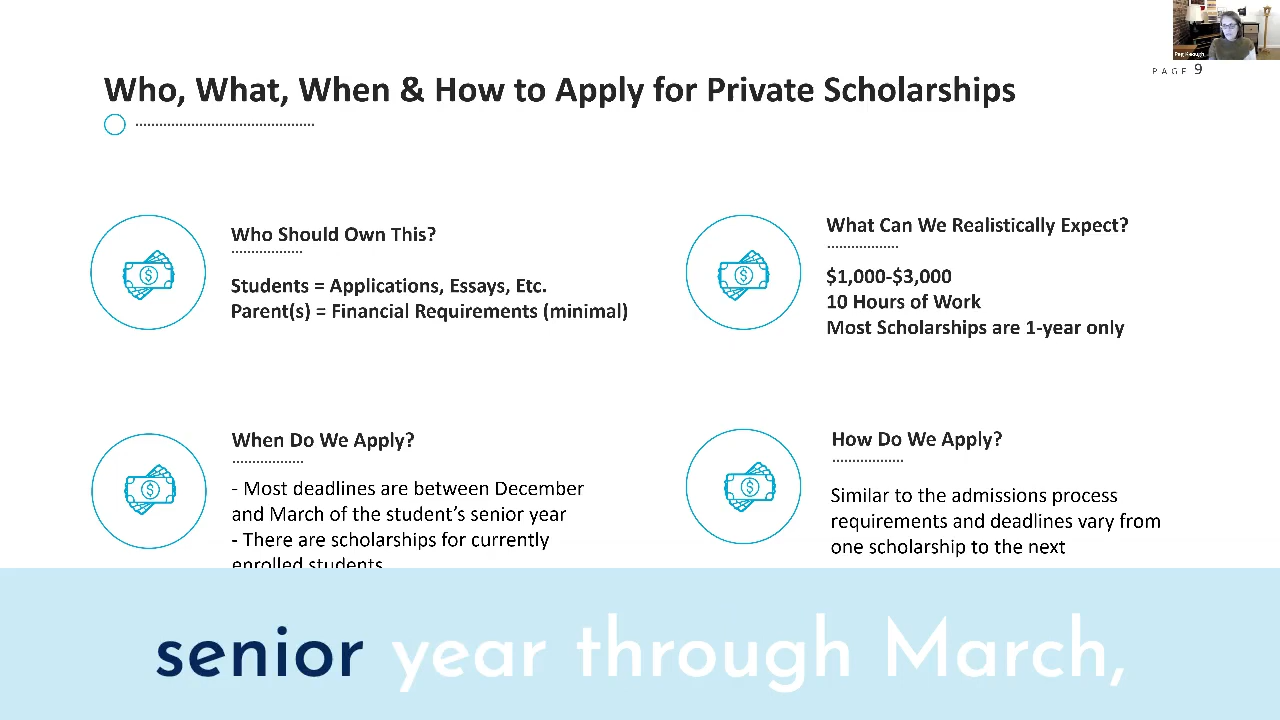 Peg Keough
PAGE 9
Who, What, When & How to Apply for Private Scholarships
Who Should Own This?
Students = Applications, Essays, Etc.
Parent(s) = Financial Requirements (minimal)
What Can We Realistically Expect?
$1,000-$3,000
10 Hours of Work
Most Scholarships are 1-year only
When Do We Apply?
- Most deadlines are between December
and March of the student's senior year
- There are scholarships for currently
enrolled students
How Do We Apply?
Similar to the admissions process
requirements and deadlines vary from
one scholarship to the next
senior year through March,